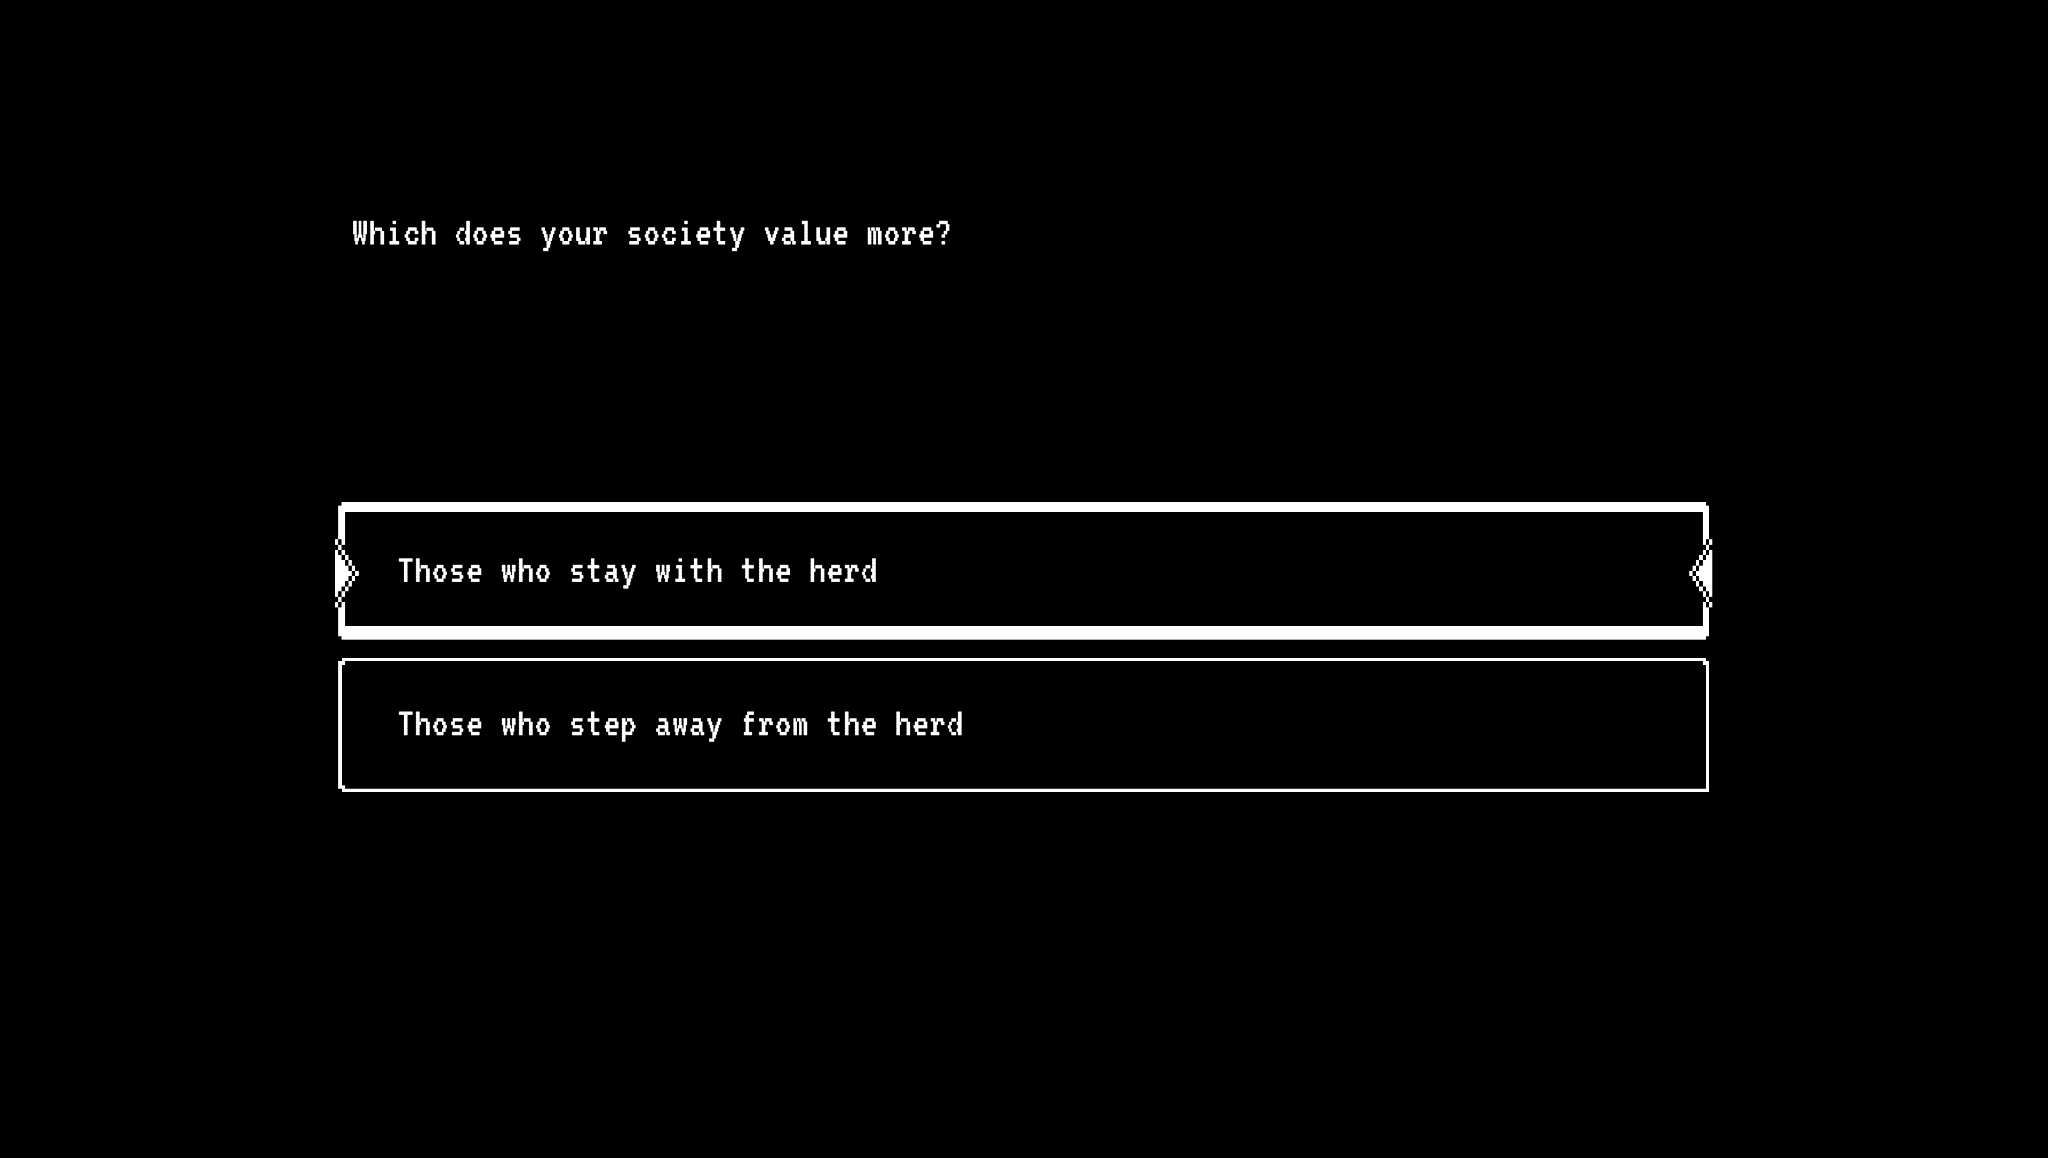 Which does your society value more?
Those who stay with the herd
Those who step away from the herd